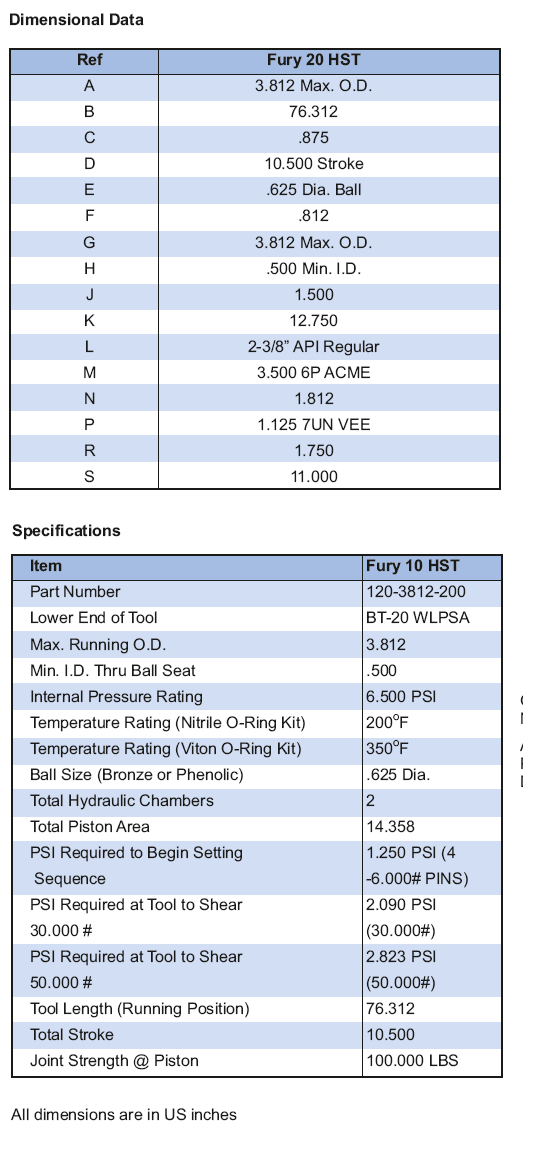 Dimensional Data
Ref Fury 20 HST
A 3.812 Max. O.D.
B 76.312
C .875
D 10.500 Stroke
E .625 Dia. Ball
F .812
G 3.812 Max. O.D.
H .500 Min. I.D.
J 1.500
K 12.750
L 2-3/8” API Regular
M 3.500 6P ACME
N 1.812
P 1.125 7UN VEE
R 1.750
S 11.000
Specifications
Item Fury 10 HST
Part Number 120-3812-200
Lower End of Tool BT-20 WLPSA
Max. Running O.D. 3.812
Min. I.D. Thru Ball Seat .500
Internal Pressure Rating 6.500 PSI
Temperature Rating (Nitrile O-Ring Kit) 200°F
Temperature Rating (Viton O-Ring Kit) 350°F
Ball Size (Bronze or Phenolic) .625 Dia.
Total Hydraulic Chambers 2
Total Piston Area 14.358
PSI Required to Begin Setting 1.250 PSI (4
Sequence -6.000# PINS)
PSI Required at Tool to Shear 2.090 PSI
30.000 # (30.000#)
PSI Required at Tool to Shear 2.823 PSI
50.000 # (50.000#)
Tool Length (Running Position) 76.312
Total Stroke 10.500
Joint Strength @ Piston 100.000 LBS
All dimensions are in US inches